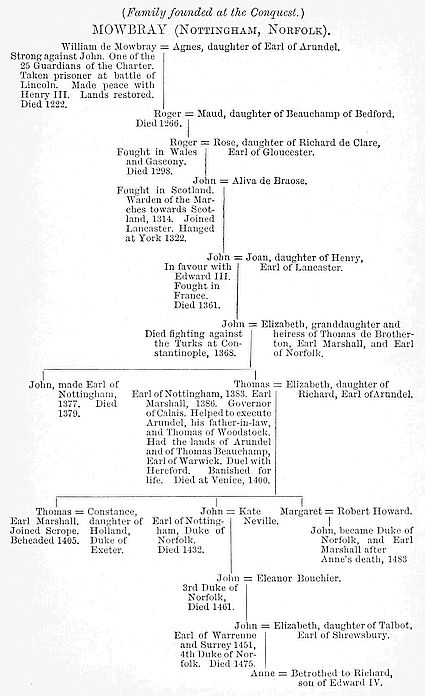 (Family founded at the Conquest.)
MOWBRAY (NOTTINGHAM, NORFOLK).
William de Mowbray = Agnes, daughter of Earl of Arundel.
Strong against John. One of the
25 Guardians of the Charter.
Taken prisoner at battle of
Lincoln. Made peace with
Henry III. Lands restored.
Died 1222.
Roger = Maud, daughter of Beauchamp of Bedford.
Died 1266.
Roger = Rose, daughter of Richard de Clare,
Fought in Wales
and Gascony.
Died 1298.
Earl of Gloucester.
John = Aliva de Braose.
Fought in Scotland.
Warden of the Mar-
ches towards Scot-
land, 1314. Joined
Lancaster. Hanged
at York 1322.
John = Joan, daughter of Henry,
In favour with
Edward III.
Fought in
France.
Died 1361.
Earl of Lancaster.
John = Elizabeth, granddaughter and
Died fighting against
the Turks at Con-
stantinople, 1368.
heiress of Thomas de Brother-
ton, Earl Marshall, and Earl
of Norfolk.
John, made Earl of
Nottingham,
1377. Died
1379.
Thomas = Elizabeth, daughter of
Earl of Nottingham, 1383. Earl
Marshall, 1386. Governor
of Calais. Helped to execute
Arundel, his father-in-law,
and Thomas of Woodstock.
Had the lands of Arundel
and of Thomas Beauchamp,
Earl of Warwick. Duel with
Hereford. Banished for
life. Died at Venice, 1400.
Richard, Earl of Arundel.
Thomas = Constance,
Earl Marshall.
Joined Scrope.
Beheaded 1405.
daughter of
Holland,
Duke of
Exeter.
John = Kate
Earl of Notting-
ham, Duke of
Norfolk.
Died 1432.
Neville.
Margaret = Robert Howard.
John, became Duke of
Norfolk, and Earl
Marshall after
Anne's death, 1483
John = Eleanor Bouchier.
3rd Duke of
Norfolk,
Died 1461.
John = Elizabeth, daughter of Talbot,
Earl of Warrenne
and Surrey 1451,
4th Duke of Nor-
folk. Died 1475.
Earl of Shrewsbury.
Anne = Betrothed to Richard,
son of Edward IV.